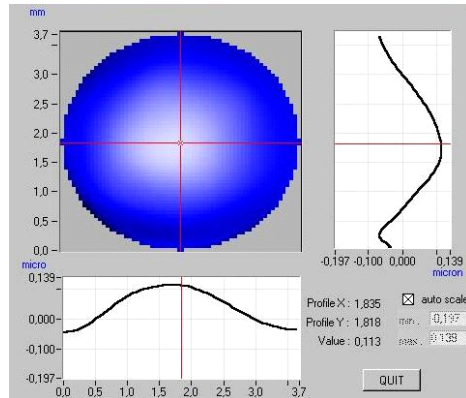 mm
3.7
3.0
2.5
2.0
1.5
1.0
0.5
0.0
-0,197 -0,100 0,000 0,139
micron
micro
0,139
0,000
-0,100
-0,197
0,0 0,5 1,0 1,5 2,0 2,5 3,7
Profile X : 1,835
auto scale
Profile Y : 1,818
min. -0,197
Value : 0,113
max. 0,139
QUIT